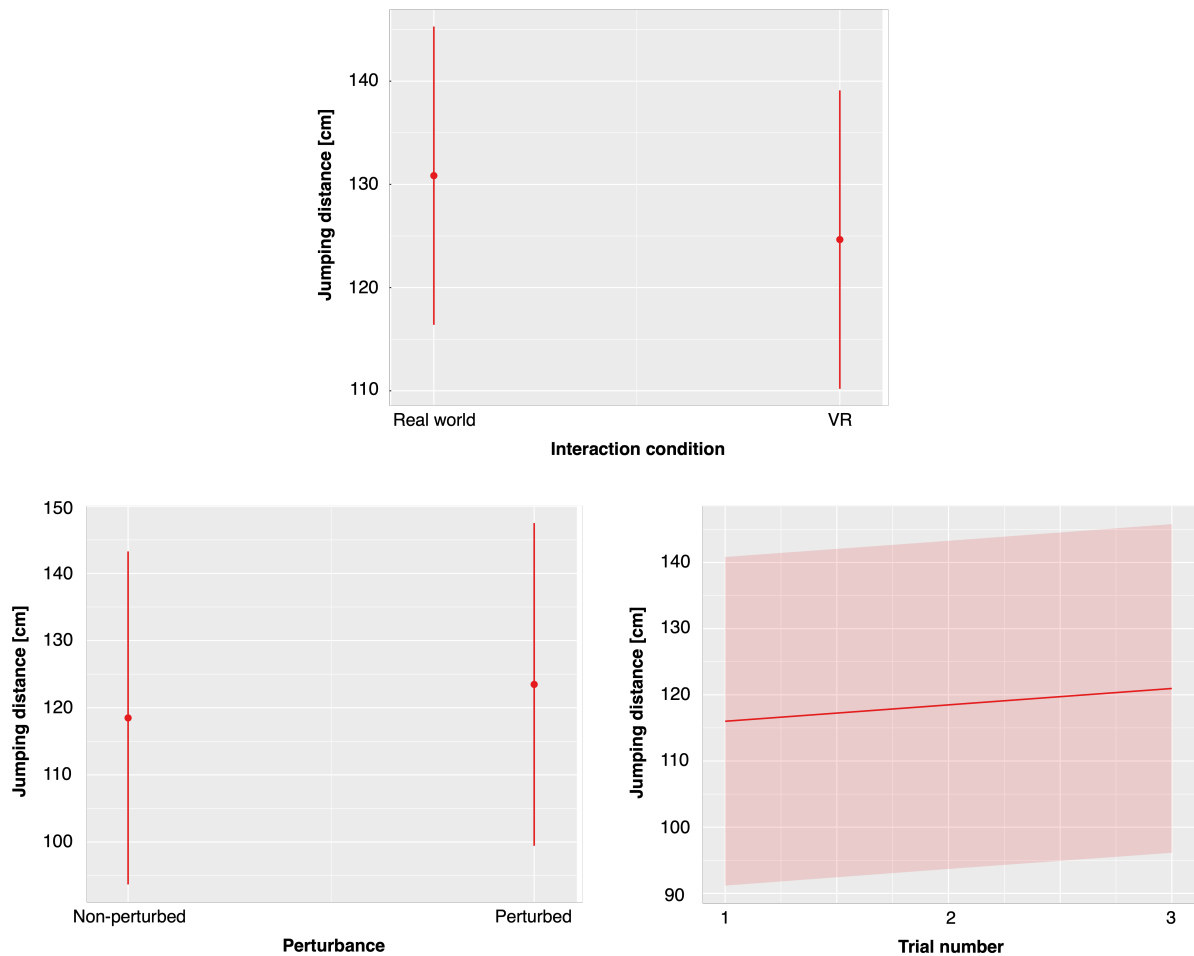 140
130
120
110
Jumping distance [cm]
Real world VR
Interaction condition
150
140
130
120
110
100
Jumping distance [cm]
Non-perturbed Perturbed
Perturbance
140
130
120
110
100
90
Jumping distance [cm]
1 2 3
Trial number